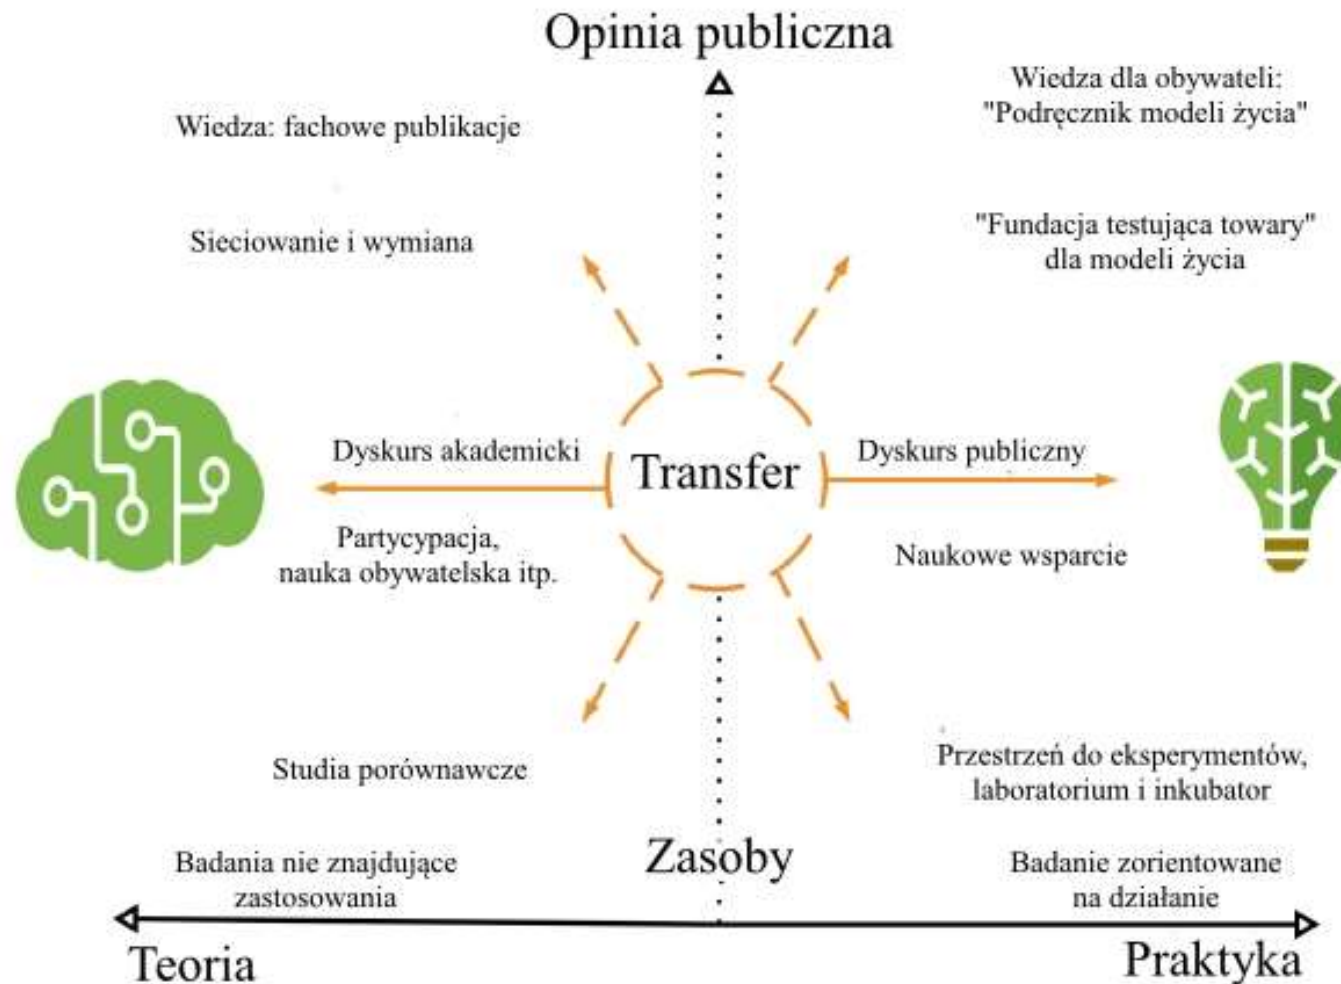 Opinia publiczna
Wiedza dla obywateli:
"Podręcznik modeli życia"
Wiedza: fachowe publikacje
Sieciowanie i wymiana
"Fundacja testująca towary"
dla modeli życia
Dyskurs akademicki
Transfer
Dyskurs publiczny
Partycypacja,
nauka obywatelska itp.
Naukowe wsparcie
Studia porównawcze
Przestrzeń do eksperymentów,
laboratorium i inkubator
Zasoby
Badania nie znajdujące
zastosowania
Badanie zorientowane
na działanie
Teoria
Praktyka